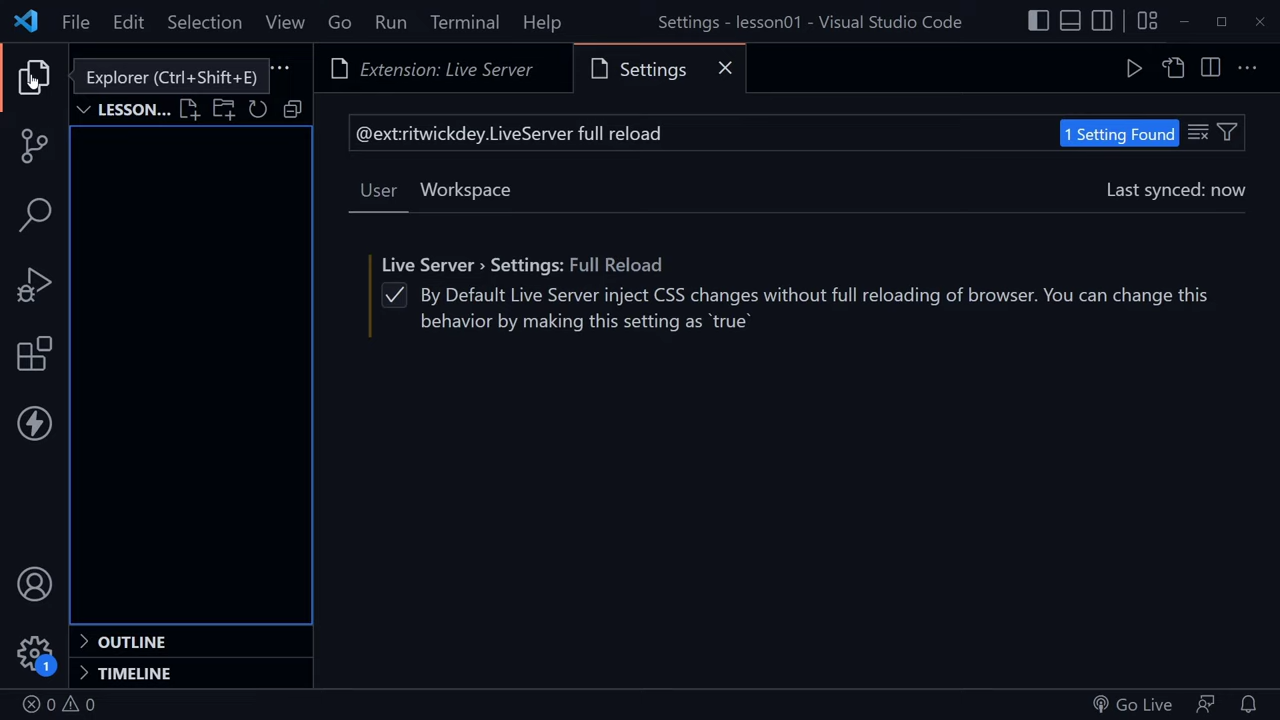 File Edit Selection View Go Run Terminal Help Settings - lesson01 - Visual Studio Code
Explorer (Ctrl+Shift+E)
Extension: Live Server Settings
LESSON...
@ext:ritwickdey.LiveServer full reload 1 Setting Found
User Workspace Last synced: now
Live Server › Settings: Full Reload
By Default Live Server inject CSS changes without full reloading of browser. You can change this
behavior by making this setting as `true`
OUTLINE
1
TIMELINE
0 0 Go Live